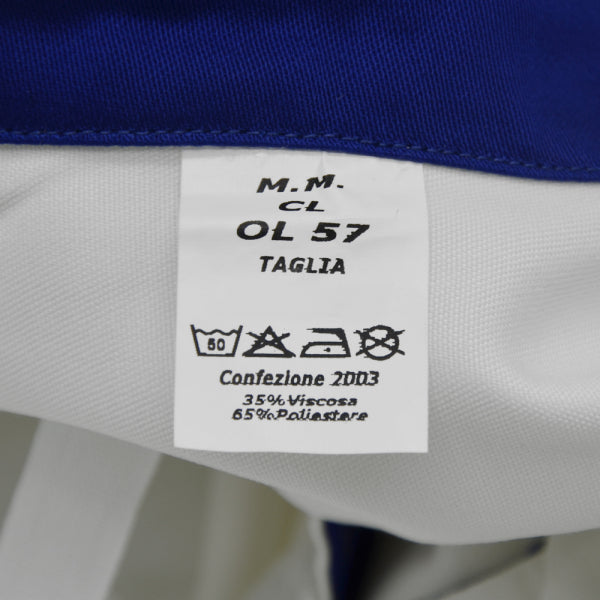 M.M.
CL
OL 57
TAGLIA
60
Confezione 2003
35%Viscosa
65%Poliestere